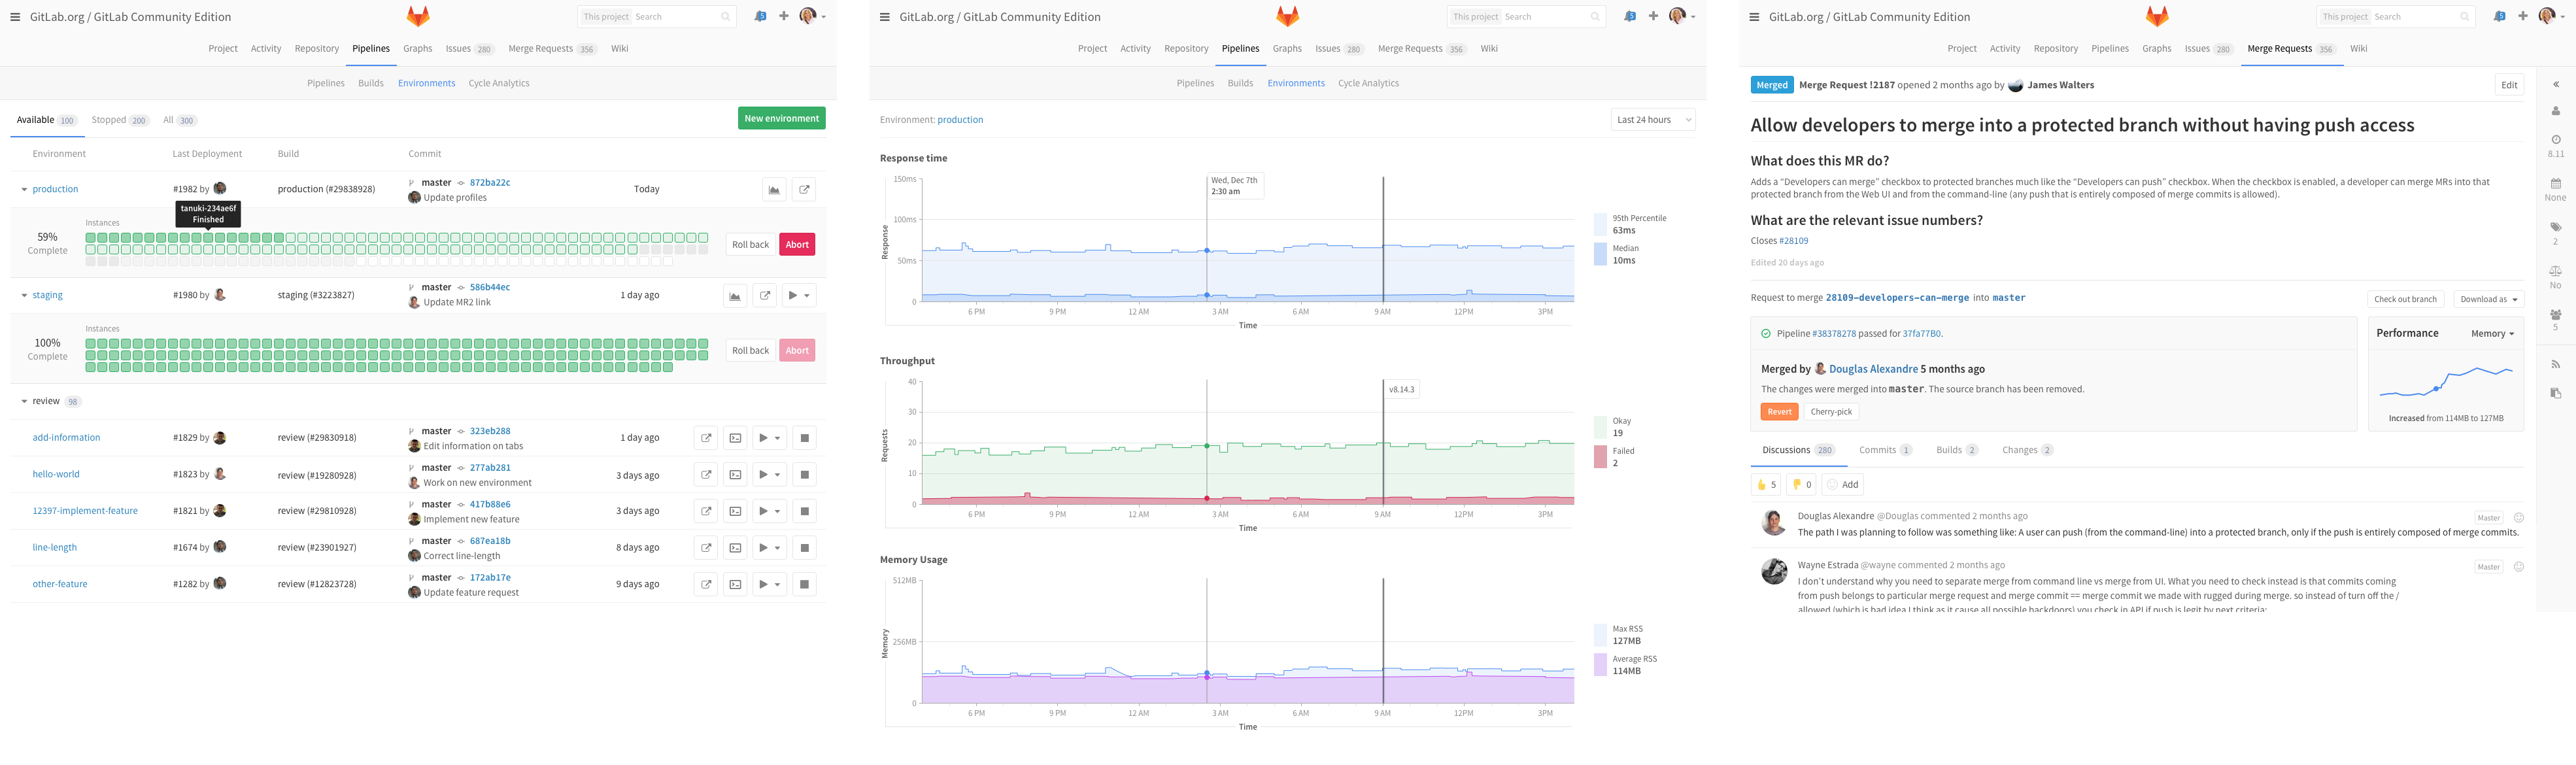 GitLab.org / GitLab Community Edition
This project Search
Project Activity Repository Pipelines Graphs Issues 280 Merge Requests 356 Wiki
Pipelines Builds Environments Cycle Analytics
Available 100 Stopped 200 All 300
New environment
Environment Last Deployment Build Commit
production #1982 by production (#29838928) master 872ba22c Today
Update profiles
tanuki-234ae6f
Finished
Instances
59%
Complete
Roll back Abort
staging #1980 by staging (#3223827) master 586b44ec 1 day ago
Update MR2 link
Instances
100%
Complete
Roll back Abort
review 98
add-information #1829 by review (#29830918) master 323eb288 1 day ago
Edit information on tabs
hello-world #1823 by review (#19280928) master 277ab281 3 days ago
Work on new environment
12397-implement-feature #1821 by review (#29810928) master 417b88e6 3 days ago
Implement new feature
line-length #1674 by review (#23901927) master 687ea18b 8 days ago
Correct line-length
other-feature #1282 by review (#12823728) master 172ab17e 9 days ago
Update feature request
GitLab.org / GitLab Community Edition
This project Search
Project Activity Repository Pipelines Graphs Issues 280 Merge Requests 356 Wiki
Pipelines Builds Environments Cycle Analytics
Environment: production
Last 24 hours
Response time
150ms
100ms
50ms
0
Response
Wed, Dec 7th
2:30 am
95th Percentile
63ms
Median
10ms
6 PM 9 PM 12 AM 3 AM 6 AM 9 AM 12PM 3PM
Time
Throughput
40
30
20
10
0
Requests
v8.14.3
Okay
19
Failed
2
6 PM 9 PM 12 AM 3 AM 6 AM 9 AM 12PM 3PM
Time
Memory Usage
512MB
256MB
0
Memory
Max RSS
127MB
Average RSS
114MB
6 PM 9 PM 12 AM 3 AM 6 AM 9 AM 12PM 3PM
Time
GitLab.org / GitLab Community Edition
This project Search
Project Activity Repository Pipelines Graphs Issues 280 Merge Requests 356 Wiki
Merged Merge Request !2187 opened 2 months ago by James Walters
Edit
Allow developers to merge into a protected branch without having push access
What does this MR do?
Adds a "Developers can merge" checkbox to protected branches much like the "Developers can push" checkbox. When the checkbox is enabled, a developer can merge MRs into that
protected branch from the Web UI and from the command-line (any push that is entirely composed of merge commits is allowed).
What are the relevant issue numbers?
Closes #28109
Edited 20 days ago
Request to merge 28109-developers-can-merge into master
Check out branch Download as
Pipeline #38378278 passed for 37fa77B0.
Merged by Douglas Alexandre 5 months ago
The changes were merged into master. The source branch has been removed.
Revert Cherry-pick
Performance Memory
Increased from 114MB to 127MB
Discussions 280 Commits 1 Builds 2 Changes 2
5 0 Add
Douglas Alexandre @Douglas commented 2 months ago
Master
The path I was planning to follow was something like: A user can push (from the command-line) into a protected branch, only if the push is entirely composed of merge commits.
Wayne Estrada @wayne commented 2 months ago
Master
I don't understand why you need to separate merge from command line vs merge from UI. What you need to check instead is that commits coming
from push belongs to particular merge request and merge commit == merge commit we made with rugged during merge. so instead of turn off the /
allowed (which is bad idea I think as it cause all possible backdoors) you check in API if push is legit by next criteria:
8.11
None
2
No
5